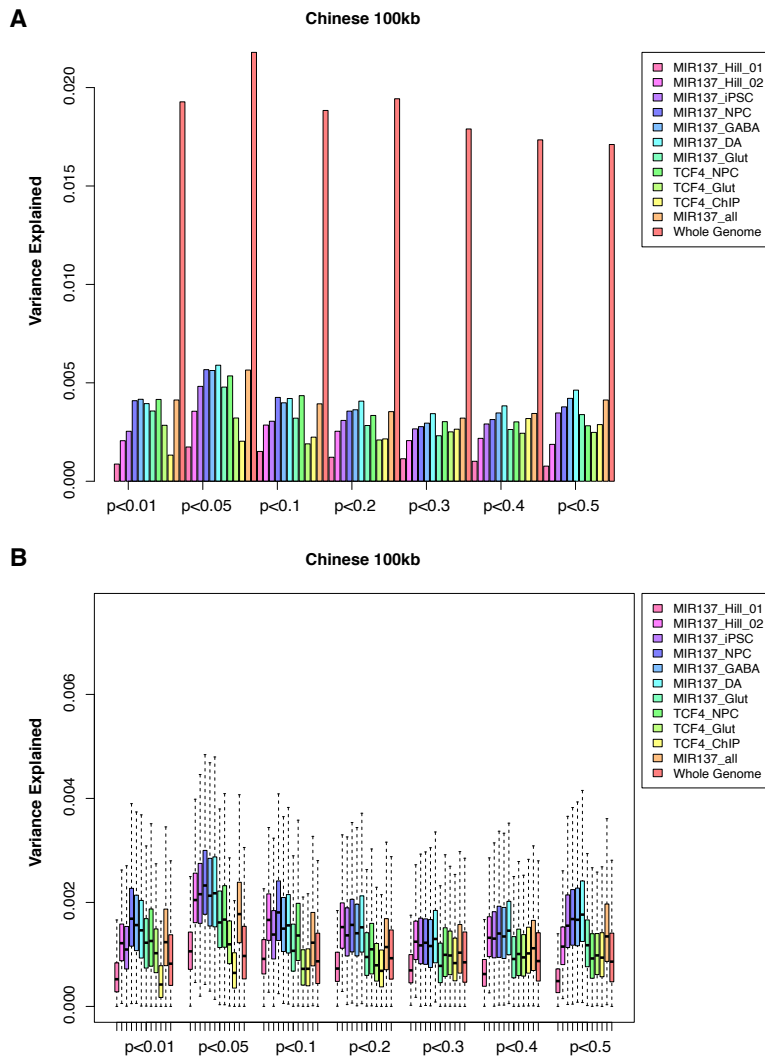 A
Chinese 100kb
Variance Explained
0.020
0.015
0.010
0.005
0.000
p<0.01
p<0.05
p<0.1
p<0.2
p<0.3
p<0.4
p<0.5
MIR137_Hill_01
MIR137_Hill_02
MIR137_iPSC
MIR137_NPC
MIR137_GABA
MIR137_DA
MIR137_Glut
TCF4_NPC
TCF4_Glut
TCF4_ChIP
MIR137_all
Whole Genome
B
Chinese 100kb
Variance Explained
0.006
0.004
0.002
0.000
p<0.01
p<0.05
p<0.1
p<0.2
p<0.3
p<0.4
p<0.5
MIR137_Hill_01
MIR137_Hill_02
MIR137_iPSC
MIR137_NPC
MIR137_GABA
MIR137_DA
MIR137_Glut
TCF4_NPC
TCF4_Glut
TCF4_ChIP
MIR137_all
Whole Genome